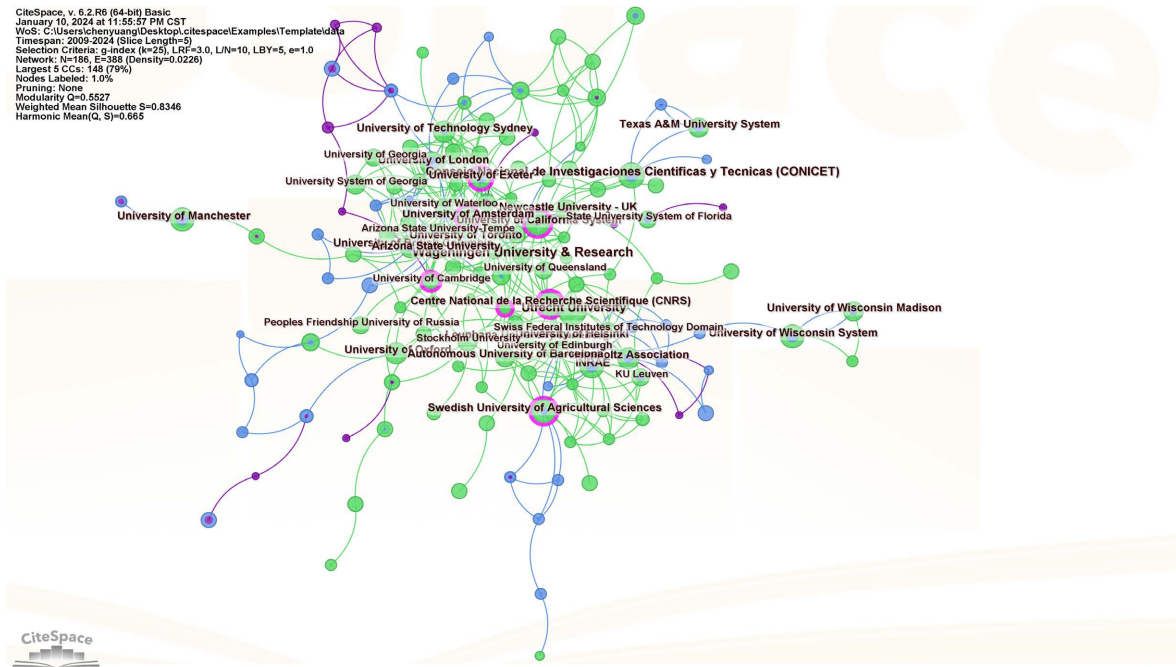 CiteSpace, v. 6.2.R6 (64-bit) Basic
January 10, 2024 at 11:55:57 PM CST
WoS: C:\Users\chenyuang\Desktop\.citespace\Examples\Template\data
Timespan: 2009-2024 (Slice Length=5)
Selection Criteria: g-index (k=25), LRF=3.0, L/N=10, LBY=5, e=1.0
Network: N=186, E=388 (Density=0.0226)
Largest 5 CCs: 148 (79%)
Nodes Labeled: 1.0%
Pruning: None
Modularity Q=0.5527
Weighted Mean Silhouette S=0.8346
Harmonic Mean(Q, S)=0.665
University of Technology Sydney
Texas A&M University System
University of Georgia
University of London
Consejo Nacional de Investigaciones Cientificas y Tecnicas (CONICET)
University of Exeter
University System of Georgia
University of Waterloo
Newcastle University - UK
University of Manchester
University of Amsterdam
University of California System
State University System of Florida
Arizona State University-Tempe
University of Toronto
Arizona State University
Wageningen University & Research
University of Queensland
University of Cambridge
Centre National de la Recherche Scientifique (CNRS)
Utrecht University
University of Wisconsin Madison
Peoples Friendship University of Russia
Swiss Federal Institutes of Technology Domain
University of Wisconsin System
Stockholm University
University of Helsinki
University of Edinburgh
University of Oxford
Autonomous University of Barcelona
Association
INRAE
KU Leuven
Swedish University of Agricultural Sciences
CiteSpace